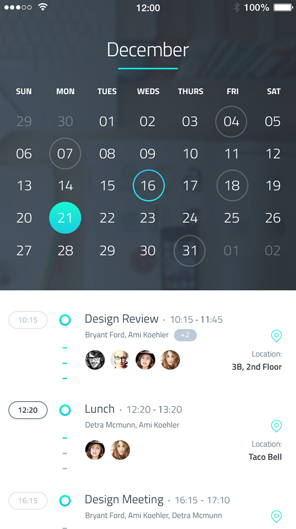 12:00
100%
December
SUN MON TUES WEDS THURS FRI SAT
29 30 01 02 03 04 05
06 07 08 09 10 11 12
13 14 15 16 17 18 19
20 21 22 23 24 25 26
27 28 29 30 31 01 02
10:15 Design Review · 10:15 - 11:45
Bryant Ford, Ami Koehler +2
Location:
3B, 2nd Floor
12:20 Lunch · 12:20 - 13:20
Detra Mcmunn, Ami Koehler
Location:
Taco Bell
16:15 Design Meeting · 16:15 - 17:10
Bryant Ford, Ami Koehler, Detra Mcmunn
Location: